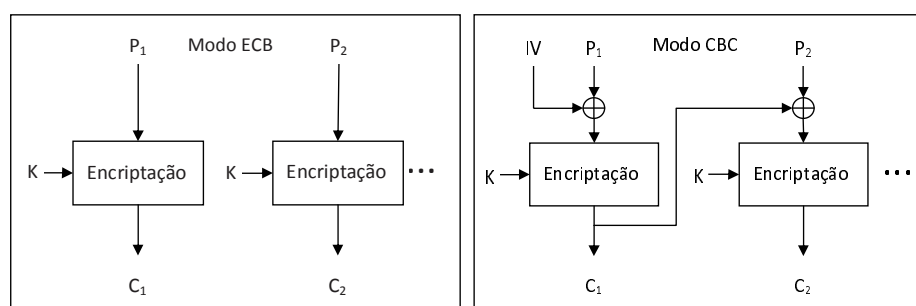 P1 Modo ECB P2
K Encriptação K Encriptação ...
C1 C2
IV P1 Modo CBC P2
K Encriptação K Encriptação ...
C1 C2